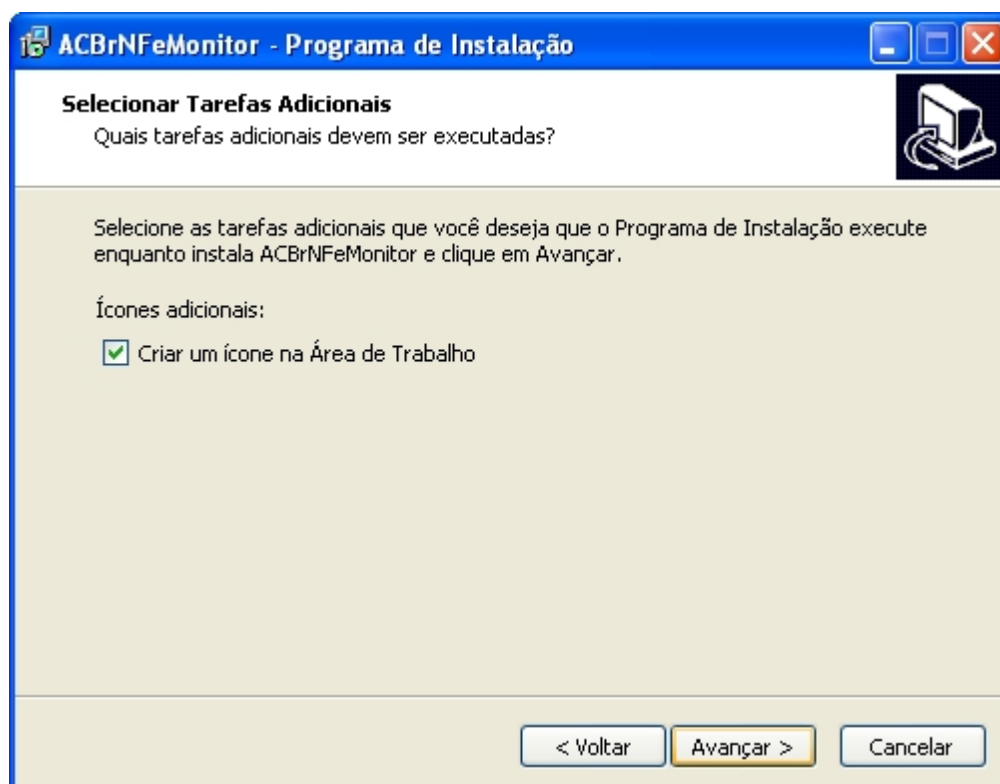 ACBrNFeMonitor - Programa de Instalação
Selecionar Tarefas Adicionais
Quais tarefas adicionais devem ser executadas?
Selecione as tarefas adicionais que você deseja que o Programa de Instalação execute
enquanto instala ACBrNFeMonitor e clique em Avançar.
Ícones adicionais:
Criar um ícone na Área de Trabalho
< Voltar
Avançar >
Cancelar